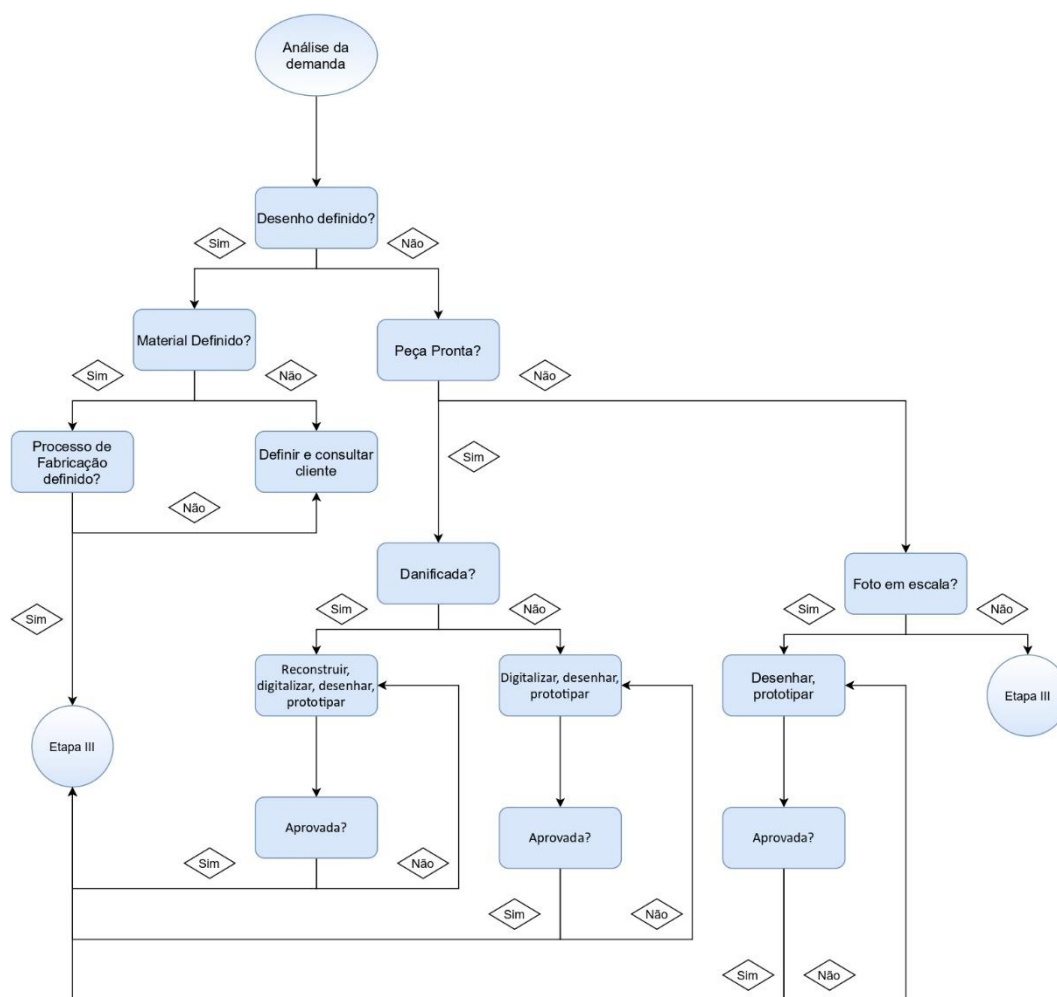 Análise da
demanda
Desenho definido?
Sim
Não
Material Definido?
Peça Pronta?
Sim
Não
Não
Processo de
Fabricação
definido?
Definir e consultar
cliente
Sim
Não
Danificada?
Foto em escala?
Sim
Sim
Não
Sim
Não
Reconstruir,
digitalizar, desenhar,
prototipar
Digitalizar, desenhar,
prototipar
Desenhar,
prototipar
Etapa III
Etapa III
Aprovada?
Aprovada?
Aprovada?
Sim
Não
Sim
Não
Sim
Não